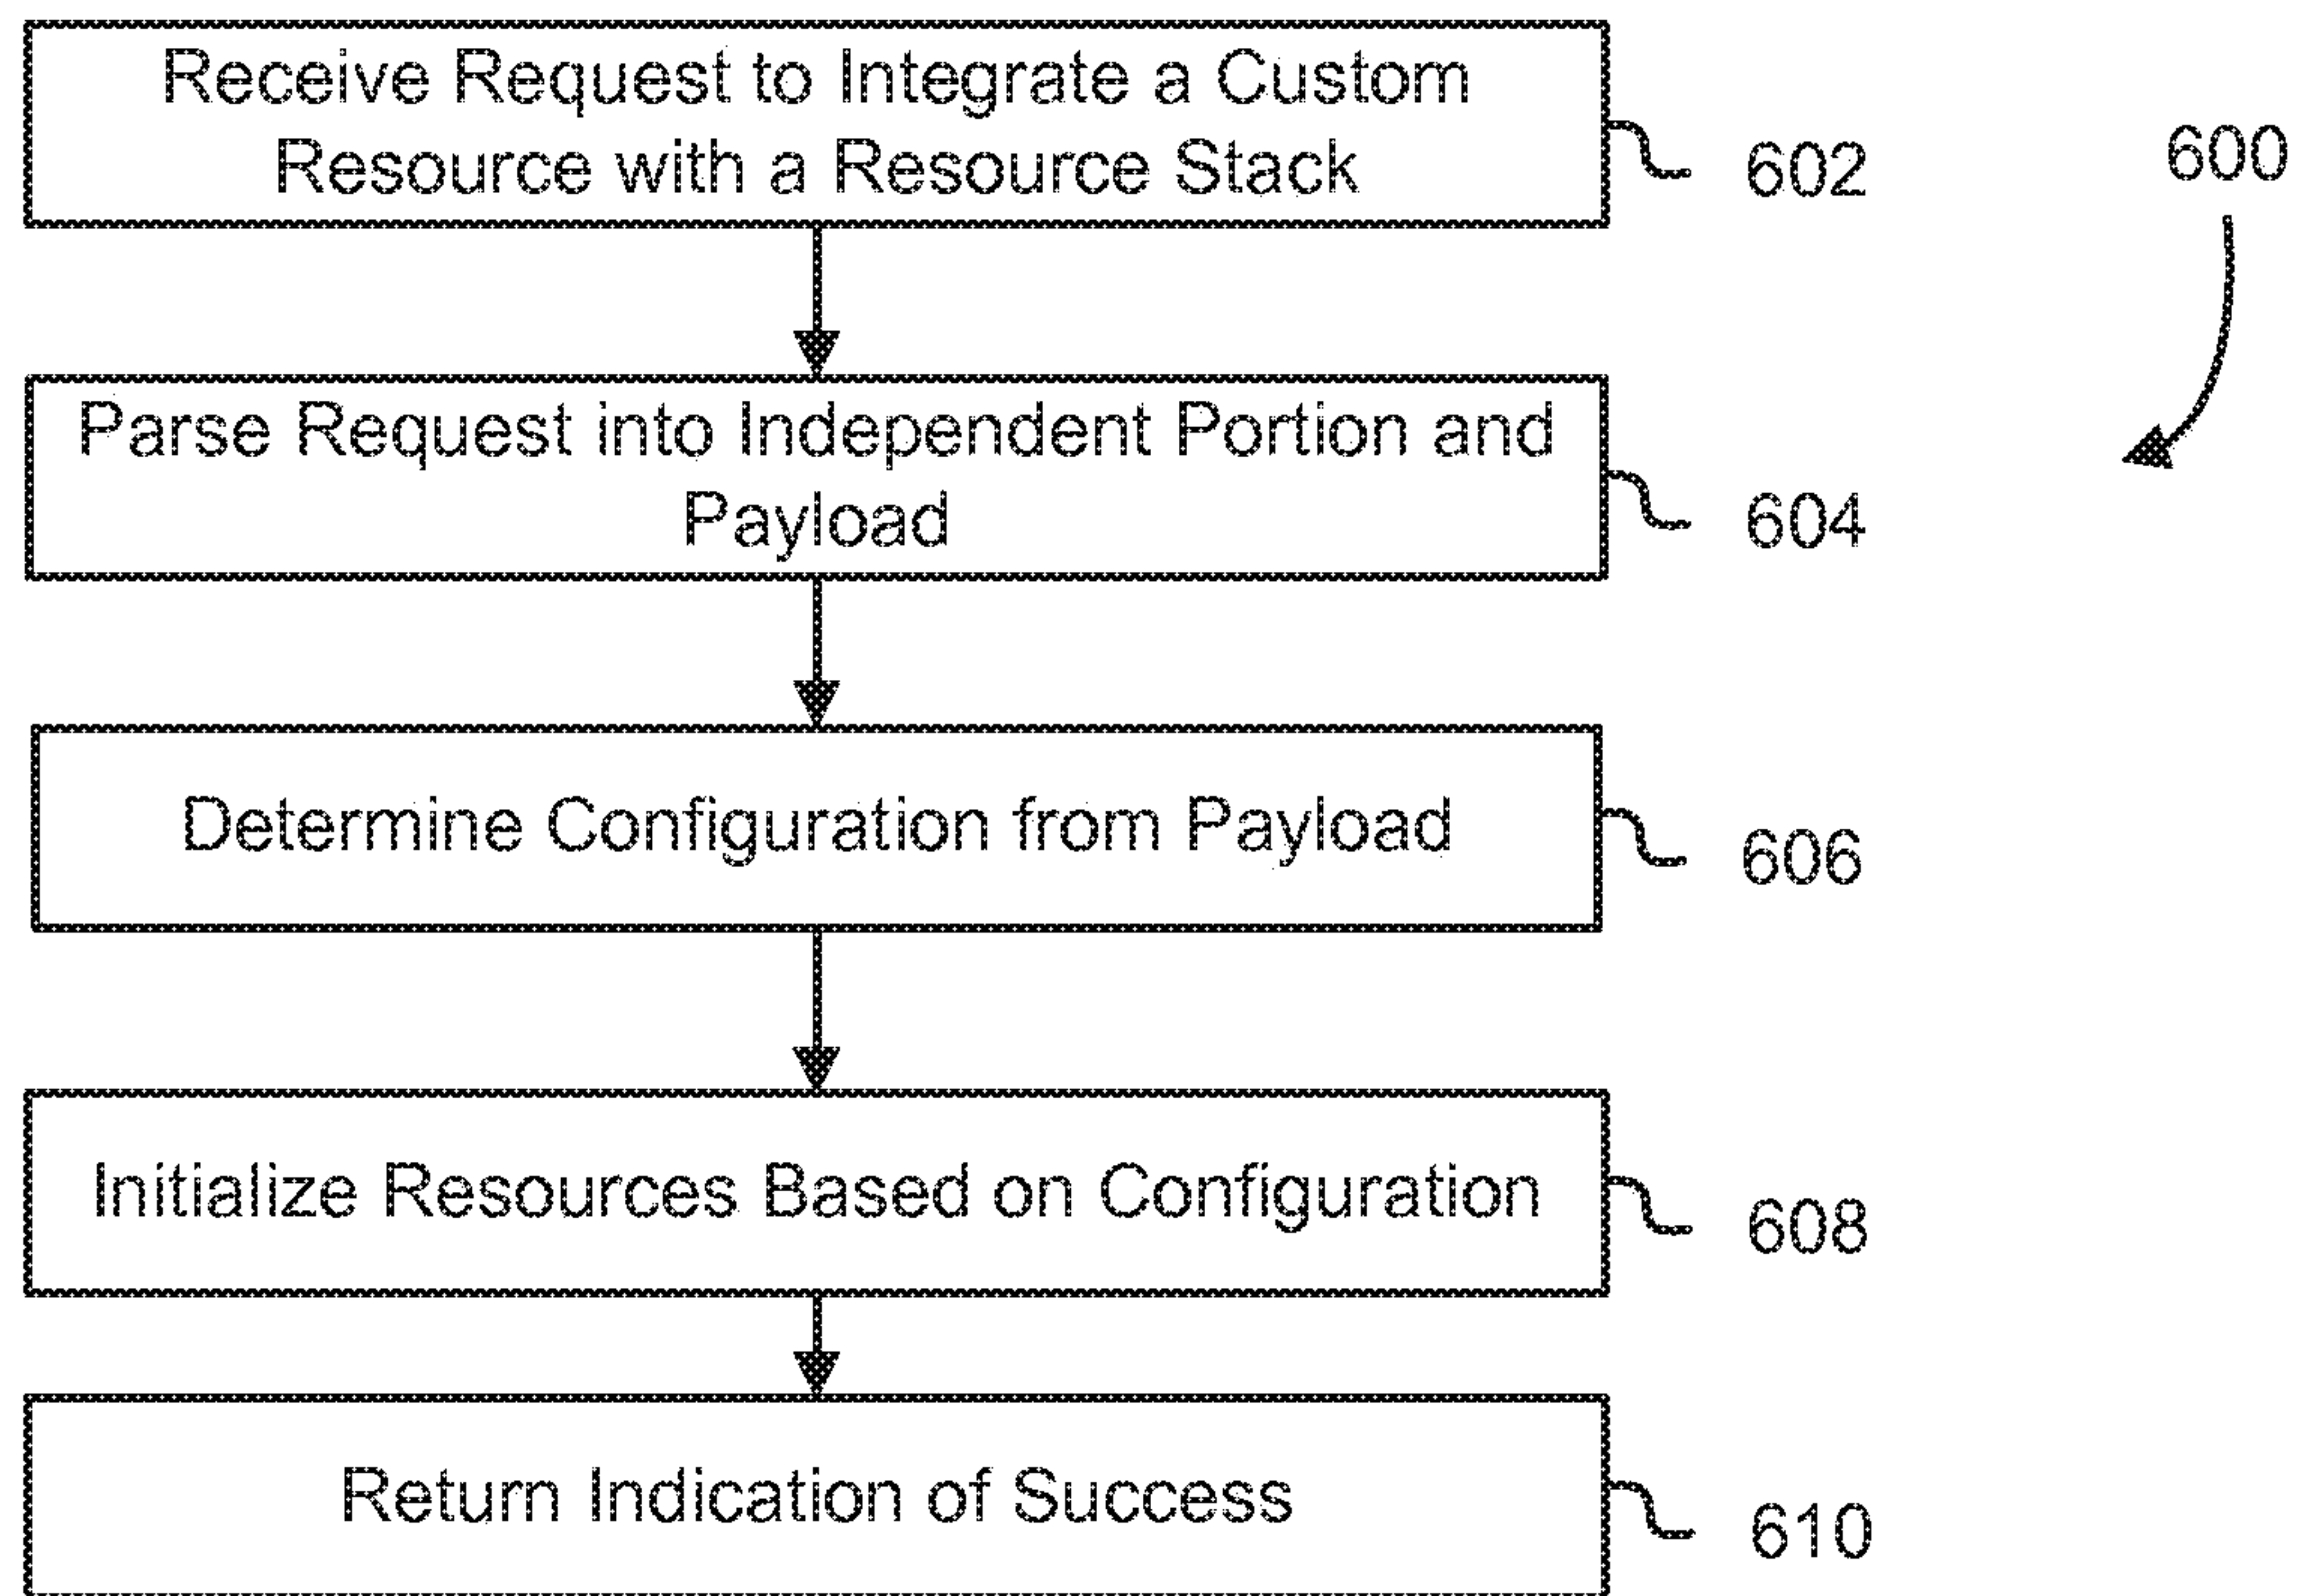 Receive Request to Integrate a Custom
Resource with a Resource Stack
602
600
Parse Request into Independent Portion and
Payload
604
Determine Configuration from Payload
606
Initialize Resources Based on Configuration
608
Return Indication of Success
610